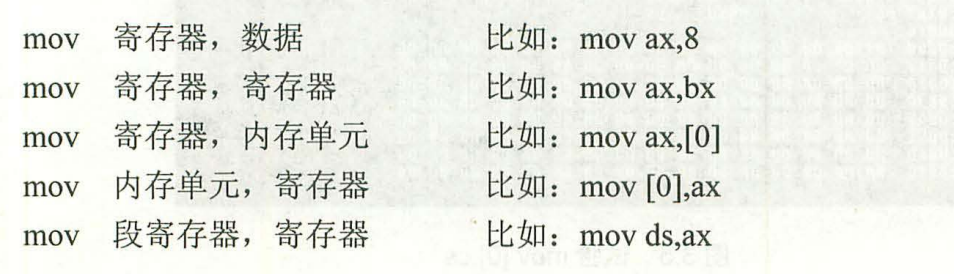 mov 寄存器，数据 比如：mov ax,8
mov 寄存器，寄存器 比如：mov ax,bx
mov 寄存器，内存单元 比如：mov ax,[0]
mov 内存单元，寄存器 比如：mov [0],ax
mov 段寄存器，寄存器 比如：mov ds,ax